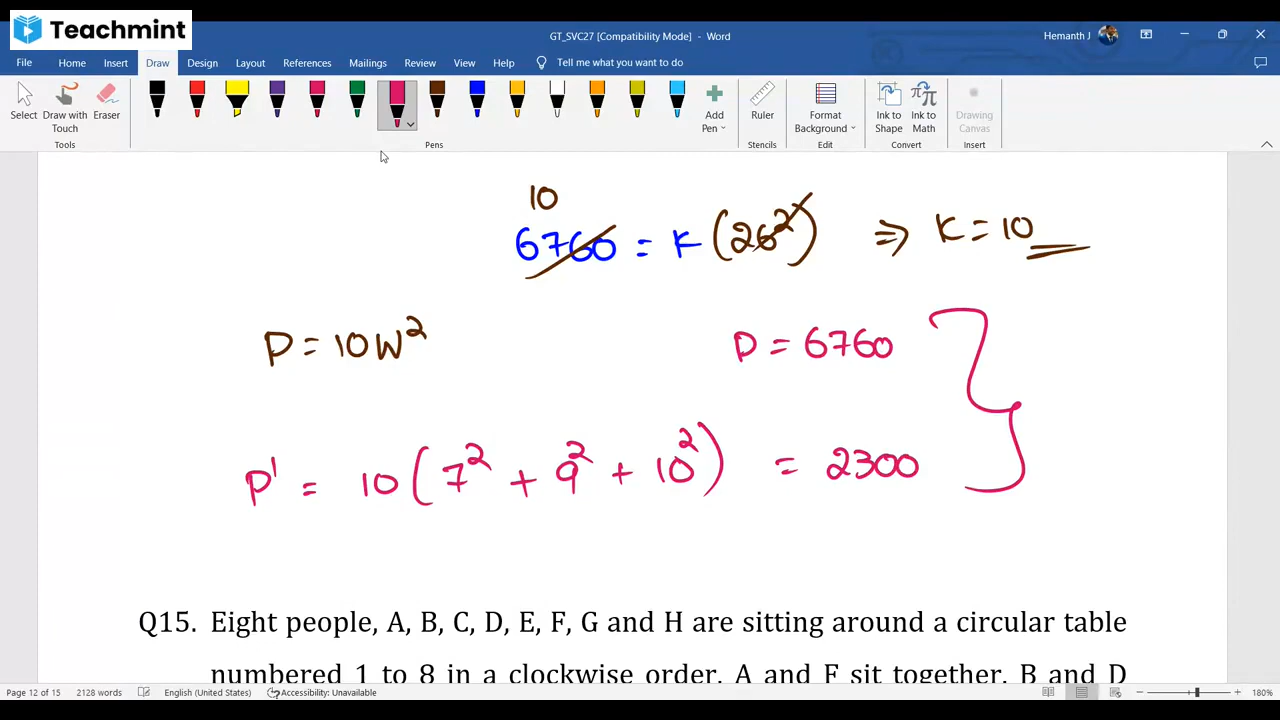 Teachmint
GT_SVC27 [Compatibility Mode] - Word
Hemanth J
File Home Insert Draw Design Layout References Mailings Review View Help Tell me what you want to do
Select Draw with Touch Eraser Add Pen Ruler Format Background Ink to Shape Ink to Math Drawing Canvas
Tools Pens Stencils Edit Convert Insert
10
6760 = K (26²) ⇒ K = 10
P = 10W² P = 6760
P' = 10(7² + 9² + 10²) = 2300
Q15. Eight people, A, B, C, D, E, F, G and H are sitting around a circular table
numbered 1 to 8 in a clockwise order. A and F sit together. B and D
Page 12 of 15 2128 words English (United States) Accessibility: Unavailable 180%